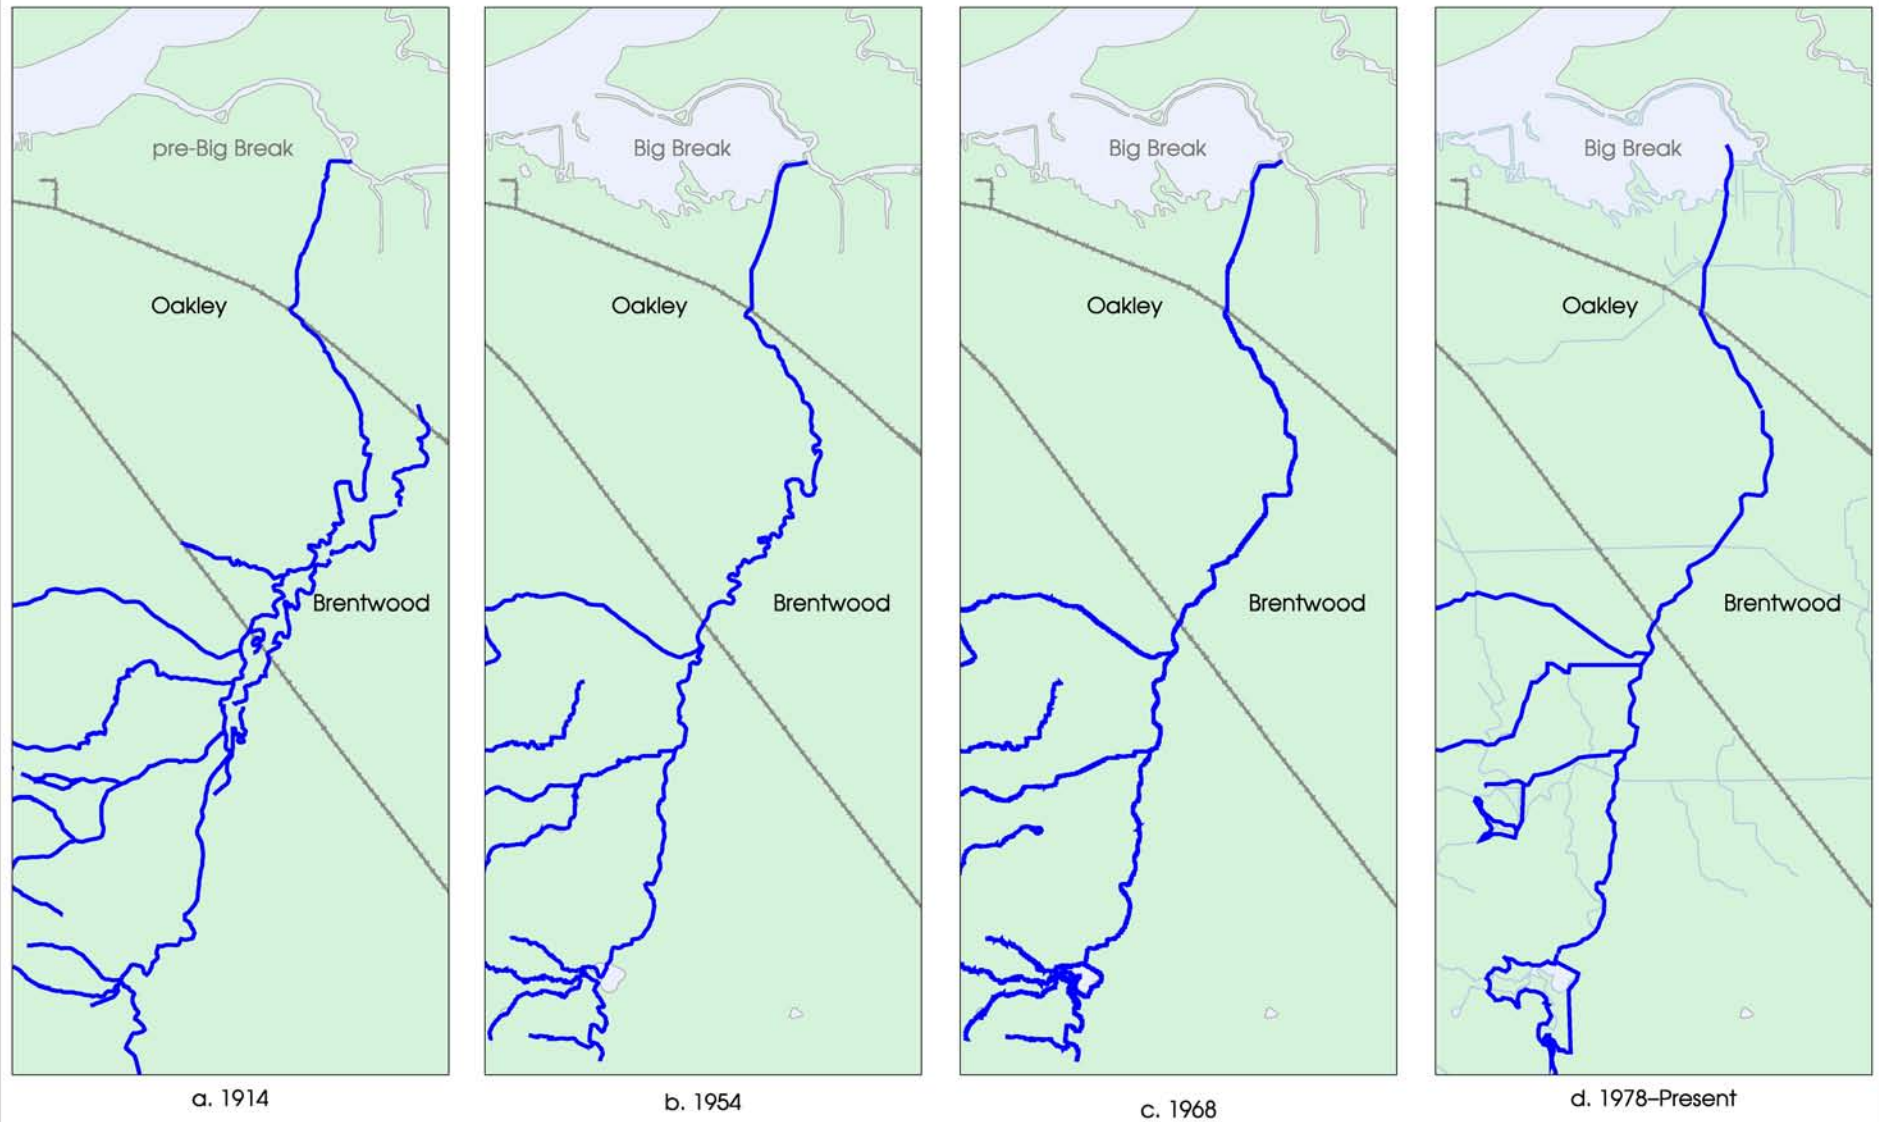 pre-Big Break
Oakley
Brentwood
a. 1914
Big Break
Oakley
Brentwood
b. 1954
Big Break
Oakley
Brentwood
c. 1968
Big Break
Oakley
Brentwood
d. 1978–Present